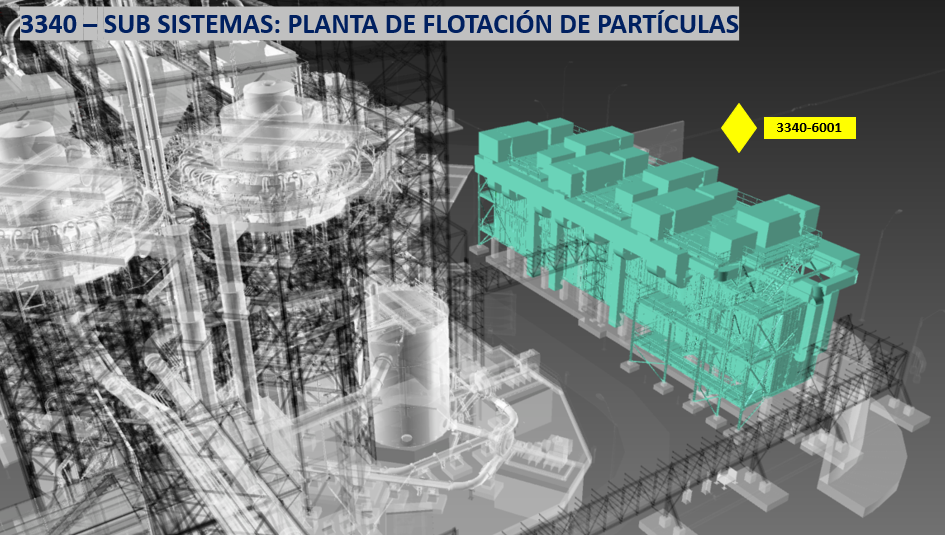 3340 – SUB SISTEMAS: PLANTA DE FLOTACIÓN DE PARTÍCULAS
3340-6001